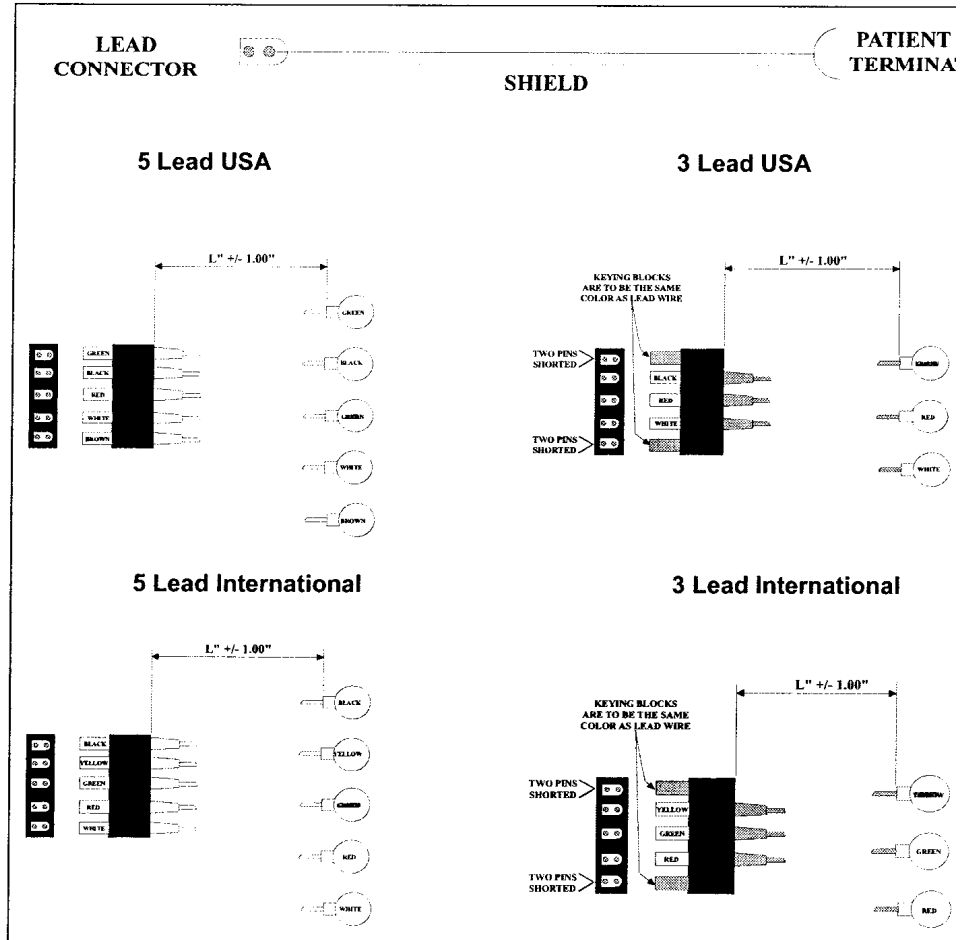 LEAD
CONNECTOR
SHIELD
PATIENT
TERMINAT
5 Lead USA
L" +/- 1.00"
GREEN
BLACK
RED
WHITE
BROWN
GREEN
BLACK
WHITE
BROWN
3 Lead USA
L" +/- 1.00"
KEYING BLOCKS
ARE TO BE THE SAME
COLOR AS LEAD WIRE
TWO PINS
SHORTED
BLACK
RED
WHITE
TWO PINS
SHORTED
RED
WHITE
5 Lead International
L" +/- 1.00"
BLACK
YELLOW
GREEN
RED
WHITE
BLACK
YELLOW
RED
WHITE
3 Lead International
L" +/- 1.00"
KEYING BLOCKS
ARE TO BE THE SAME
COLOR AS LEAD WIRE
TWO PINS
SHORTED
YELLOW
GREEN
RED
TWO PINS
SHORTED
GREEN
RED